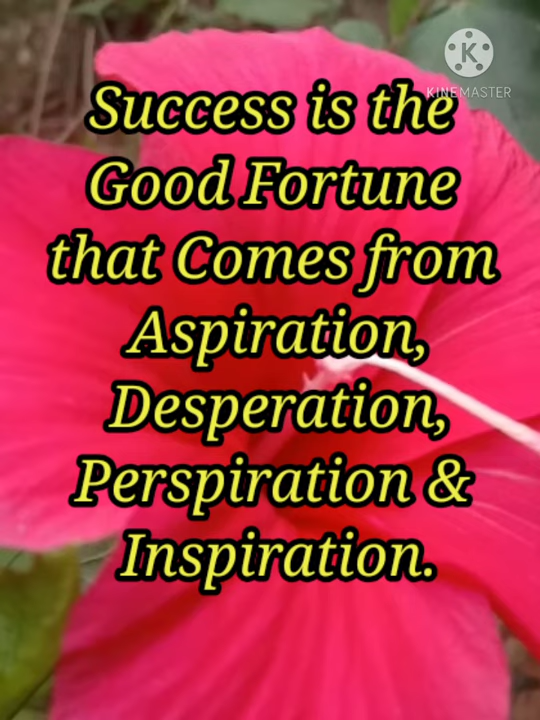 KINEMASTER
Success is the
Good Fortune
that Comes from
Aspiration,
Desperation,
Perspiration &
Inspiration.